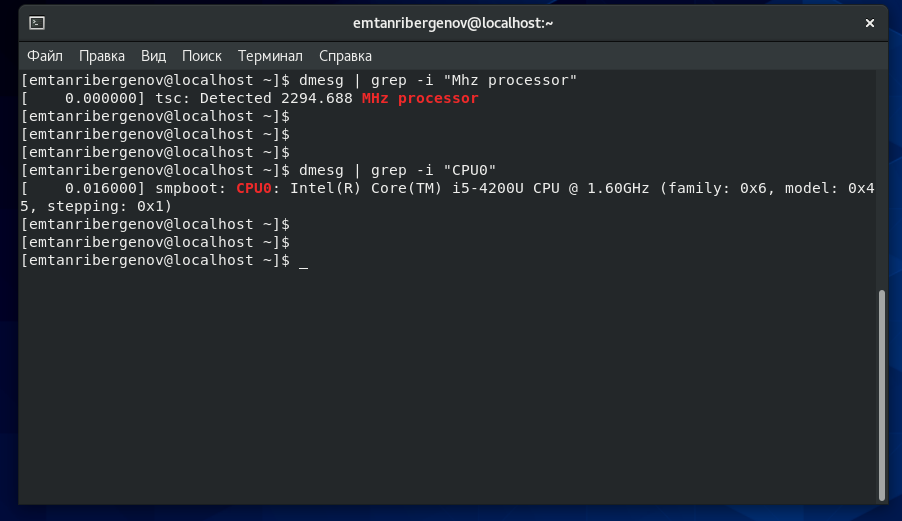 emtanribergenov@localhost:~
Файл Правка Вид Поиск Терминал Справка
[emtanribergenov@localhost ~]$ dmesg | grep -i "Mhz processor"
[    0.000000] tsc: Detected 2294.688 MHz processor
[emtanribergenov@localhost ~]$
[emtanribergenov@localhost ~]$
[emtanribergenov@localhost ~]$
[emtanribergenov@localhost ~]$ dmesg | grep -i "CPU0"
[    0.016000] smpboot: CPU0: Intel(R) Core(TM) i5-4200U CPU @ 1.60GHz (family: 0x6, model: 0x4
5, stepping: 0x1)
[emtanribergenov@localhost ~]$
[emtanribergenov@localhost ~]$
[emtanribergenov@localhost ~]$ _